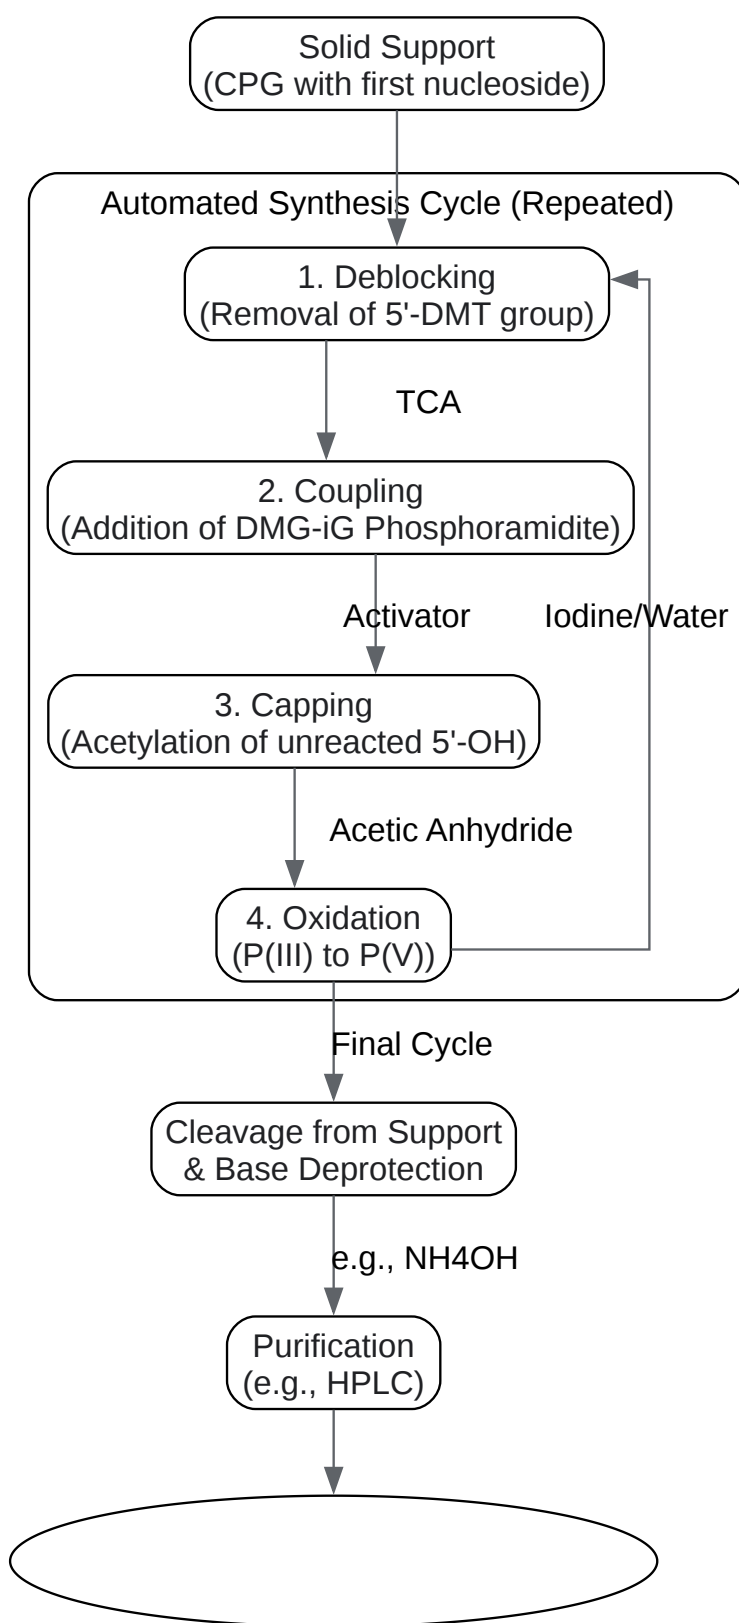 Solid Support
(CPG with first nucleoside)
Automated Synthesis Cycle (Repeated)
1. Deblocking
(Removal of 5'-DMT group)
TCA
2. Coupling
(Addition of DMG-iG Phosphoramidite)
Activator
Iodine/Water
3. Capping
(Acetylation of unreacted 5'-OH)
Acetic Anhydride
4. Oxidation
(P(III) to P(V))
Final Cycle
Cleavage from Support
& Base Deprotection
e.g., NH4OH
Purification
(e.g., HPLC)